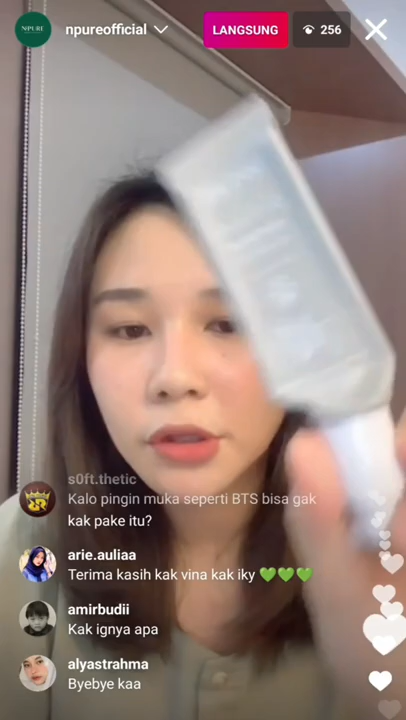 NPURE
npureofficial
LANGSUNG
256
s0ft.thetic
Kalo pingin muka seperti BTS bisa gak
kak pake itu?
arie.auliaa
Terima kasih kak vina kak iky 💚💚💚
amirbudii
Kak ignya apa
alyastrahma
Byebye kaa